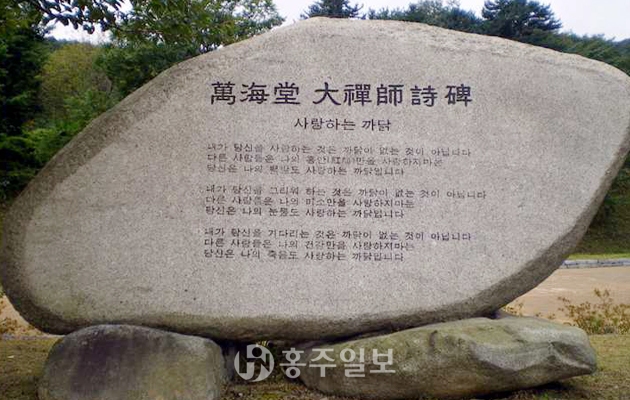 萬海堂 大禪師詩碑
사랑하는 까닭
내가 당신을 사랑하는 것은 까닭이 없는 것이 아닙니다
다른 사람들은 나의 홍안(紅顔)만을 사랑하지마는
당신은 나의 백발도 사랑하는 까닭입니다
내가 당신을 그리워 하는 것은 까닭이 없는 것이 아닙니다
다른 사람들은 나의 미소만을 사랑하지마는
당신은 나의 눈물도 사랑하는 까닭입니다
내가 당신을 기다리는 것은 까닭이 없는 것이 아닙니다
다른 사람들은 나의 건강만을 사랑하지마는
당신은 나의 죽음도 사랑하는 까닭입니다
홍주일보